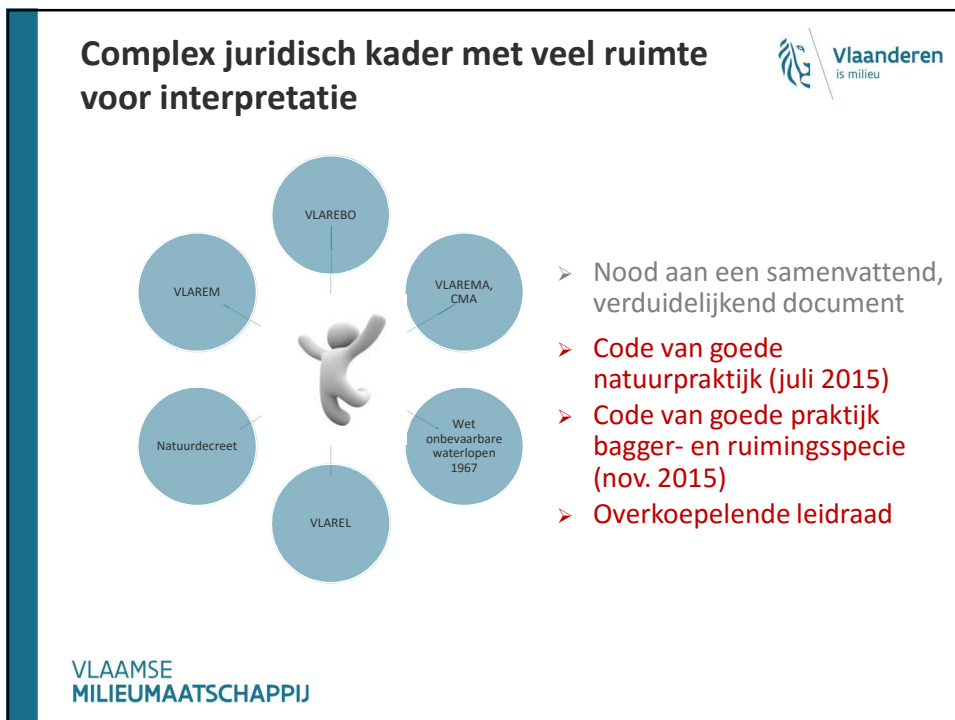 Complex juridisch kader met veel ruimte
voor interpretatie
Vlaanderen
is milieu
VLAREBO
VLAREM
VLAREMA,
CMA
Natuurdecreet
Wet
onbevaarbare
waterlopen
1967
VLAREL
➢ Nood aan een samenvattend,
verduidelijkend document
➢ Code van goede
natuurpraktijk (juli 2015)
➢ Code van goede praktijk
bagger- en ruimingsspecie
(nov. 2015)
➢ Overkoepelende leidraad
VLAAMSE
MILIEUMAATSCHAPPIJ